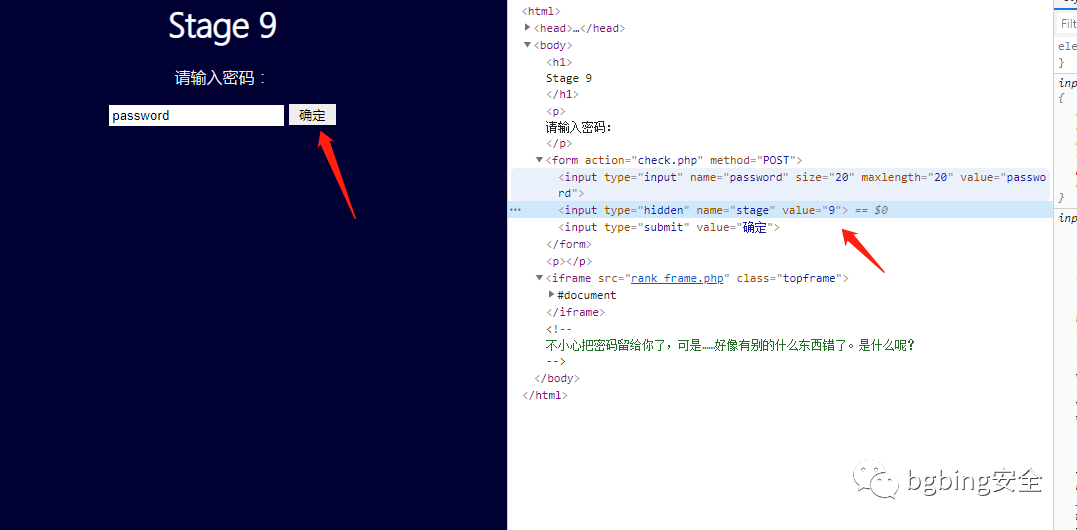 Stage 9
请输入密码：
password 确定
<html>
<head>…</head>
<body>
<h1>
Stage 9
</h1>
<p>
请输入密码:
</p>
<form action="check.php" method="POST">
<input type="input" name="password" size="20" maxlength="20" value="passwo
rd">
<input type="hidden" name="stage" value="9"> == $0
<input type="submit" value="确定">
</form>
<p></p>
<iframe src="rank_frame.php" class="topframe">
#document
</iframe>
<!--
不小心把密码留给你了，可是……好像有别的什么东西错了。是什么呢？
-->
</body>
</html>
Filt
ele
}
inp
{
}
inp
bgbing安全